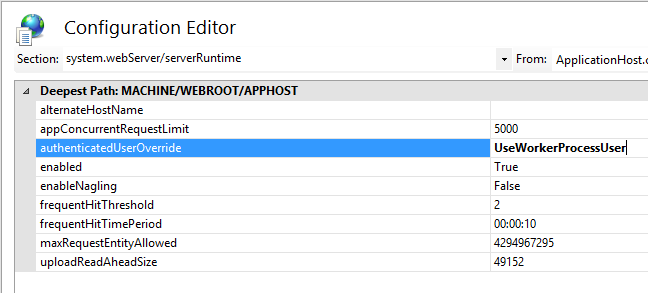 Configuration Editor
Section: system.webServer/serverRuntime From: ApplicationHost.
Deepest Path: MACHINE/WEBROOT/APPHOST
alternateHostName
appConcurrentRequestLimit 5000
authenticatedUserOverride UseWorkerProcessUser
enabled True
enableNagling False
frequentHitThreshold 2
frequentHitTimePeriod 00:00:10
maxRequestEntityAllowed 4294967295
uploadReadAheadSize 49152